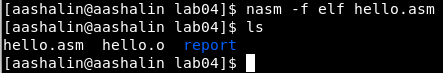 [aashalin@aashalin lab04]$ nasm -f elf hello.asm
[aashalin@aashalin lab04]$ ls
hello.asm  hello.o  report
[aashalin@aashalin lab04]$